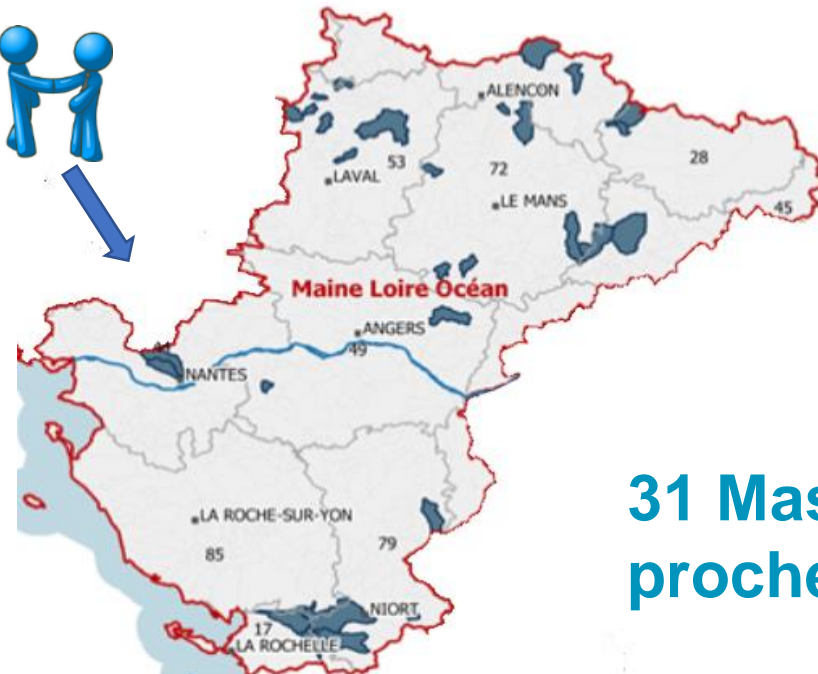 ALENCON
53
LAVAL
72
28
LE MANS
45
Maine Loire Océan
ANGERS
49
44
NANTES
31 Mas
proche
LA ROCHE-SUR-YON
85
79
NIORT
17
LA ROCHELLE